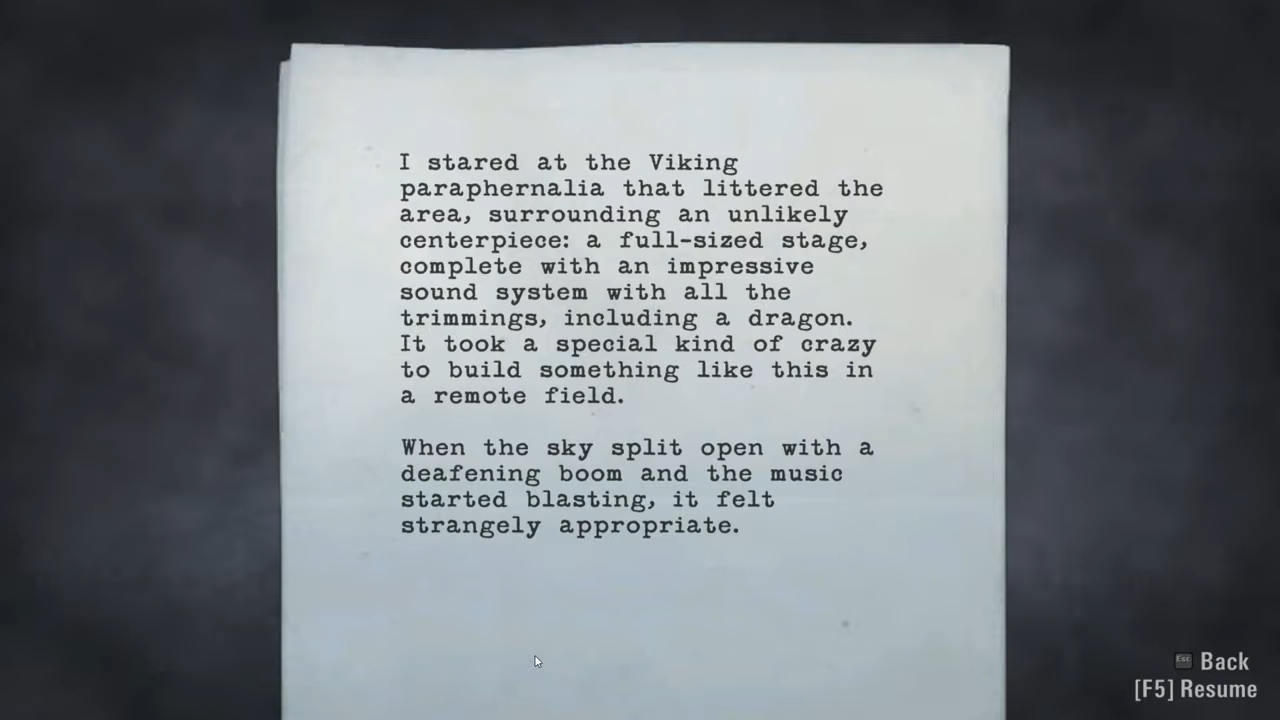 I stared at the Viking
paraphernalia that littered the
area, surrounding an unlikely
centerpiece: a full-sized stage,
complete with an impressive
sound system with all the
trimmings, including a dragon.
It took a special kind of crazy
to build something like this in
a remote field.
When the sky split open with a
deafening boom and the music
started blasting, it felt
strangely appropriate.
Esc Back
[F5] Resume